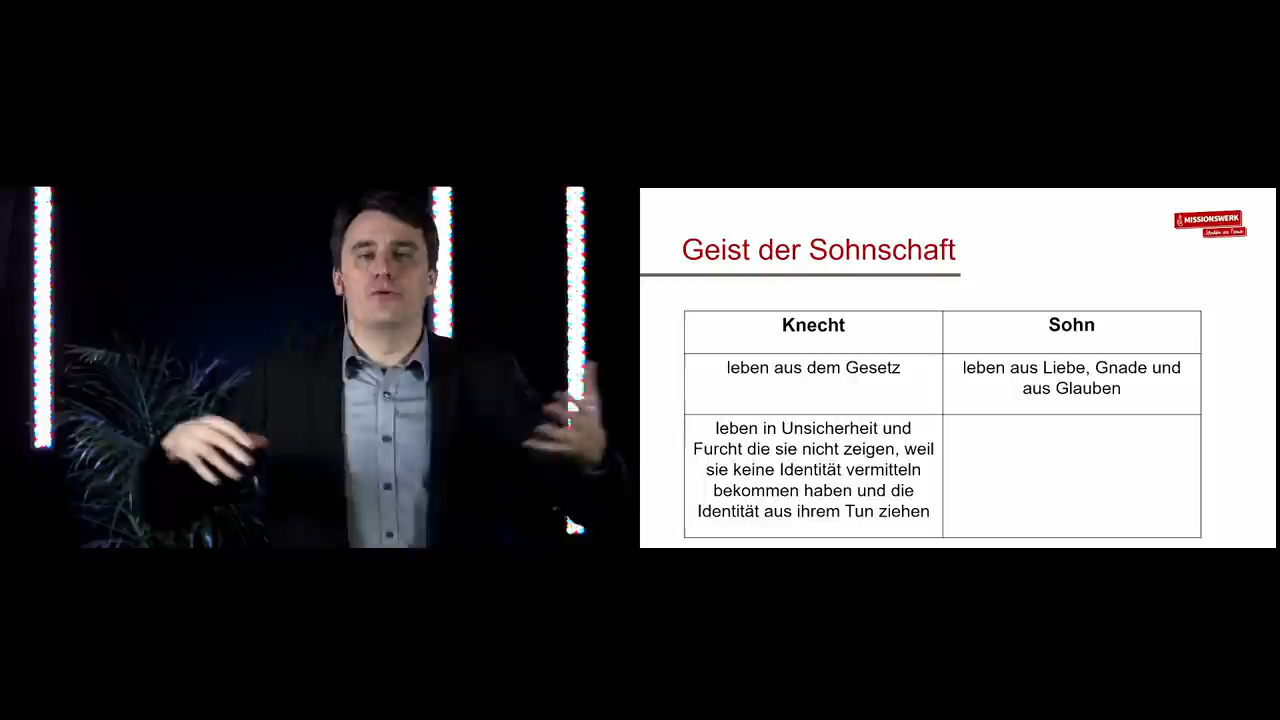 MISSIONSWERK
Geist der Sohnschaft
Knecht
Sohn
leben aus dem Gesetz
leben aus Liebe, Gnade und
aus Glauben
leben in Unsicherheit und
Furcht die sie nicht zeigen, weil
sie keine Identität vermitteln
bekommen haben und die
Identität aus ihrem Tun ziehen